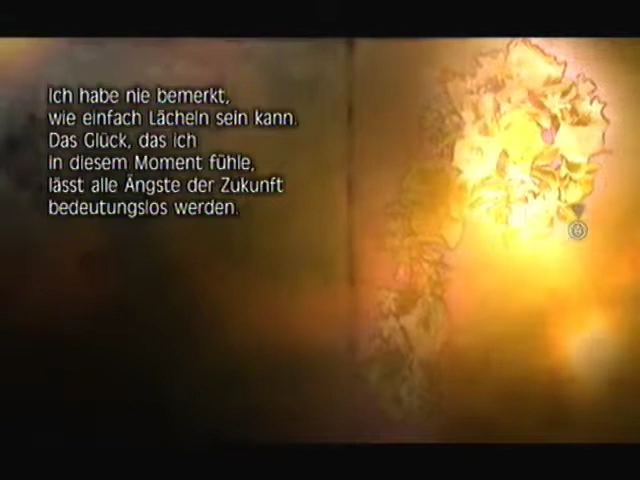 Ich habe nie bemerkt,
wie einfach Lächeln sein kann.
Das Glück, das ich
in diesem Moment fühle,
lässt alle Ängste der Zukunft
bedeutungslos werden.